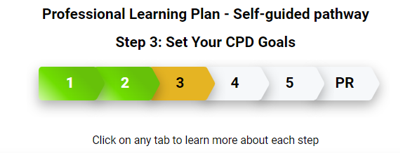 Professional Learning Plan - Self-guided pathway
Step 3: Set Your CPD Goals
1 2 3 4 5 PR
Click on any tab to learn more about each step